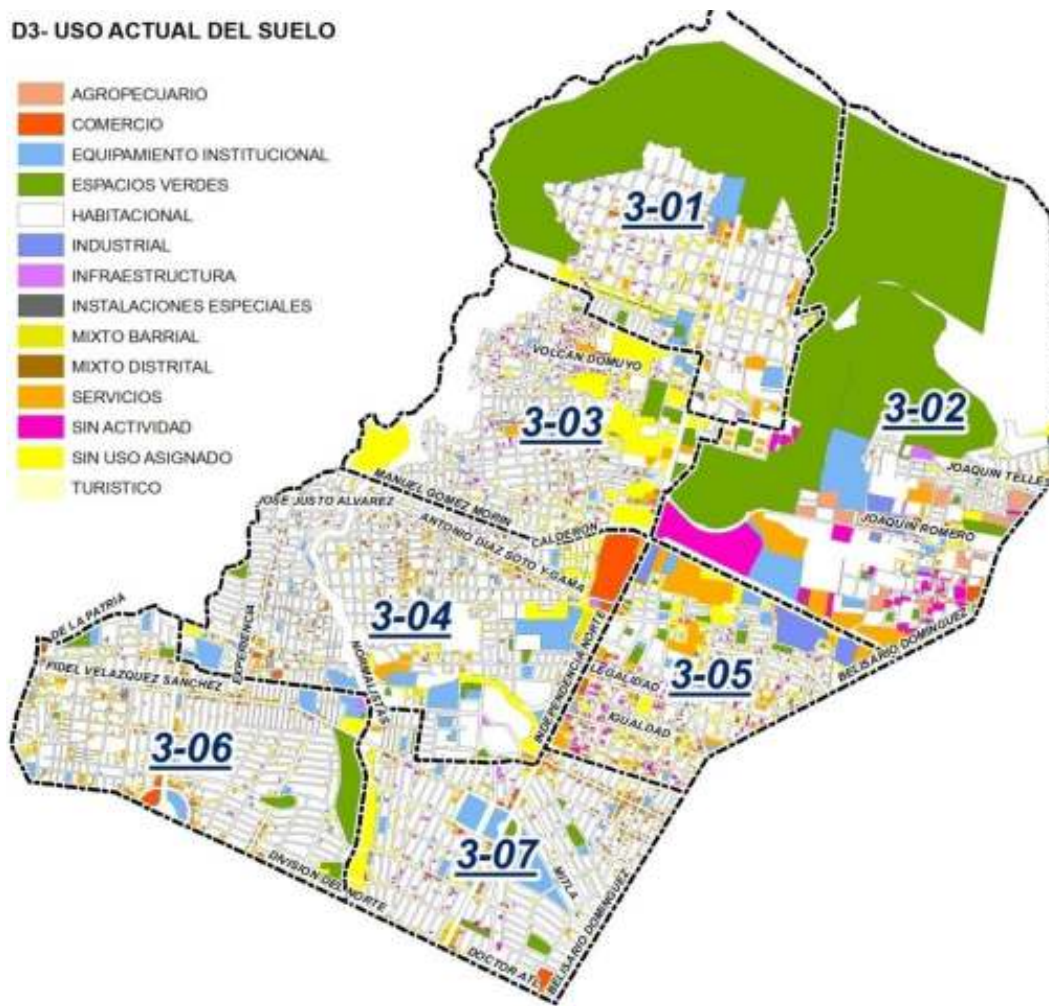 D3- USO ACTUAL DEL SUELO
AGROPECUARIO
COMERCIO
EQUIPAMIENTO INSTITUCIONAL
ESPACIOS VERDES
HABITACIONAL
INDUSTRIAL
INFRAESTRUCTURA
INSTALACIONES ESPECIALES
MIXTO BARRIAL
MIXTO DISTRITAL
SERVICIOS
SIN ACTIVIDAD
SIN USO ASIGNADO
TURISTICO
3-01
VOLCAN DOMUYO
3-02
3-03
JOAQUIN TELLES
MANUEL GOMEZ MORIN
JOSE JUSTO ALVAREZ
CALDERON
JOAQUIN ROMERO
ANTONIO DIAZ SOTO Y GAMA
3-04
DE LA PATRIA
EXPERIENCIA
NORMALISTAS
INDEPENDENCIA NORTE
LEGALIDAD
3-05
BELISARIO DOMINGUEZ
FIDEL VELAZQUEZ SANCHEZ
IGUALDAD
3-06
3-07
MITLA
DIVISION DEL NORTE
BELISARIO DOMINGUEZ
DOCTOR ATL